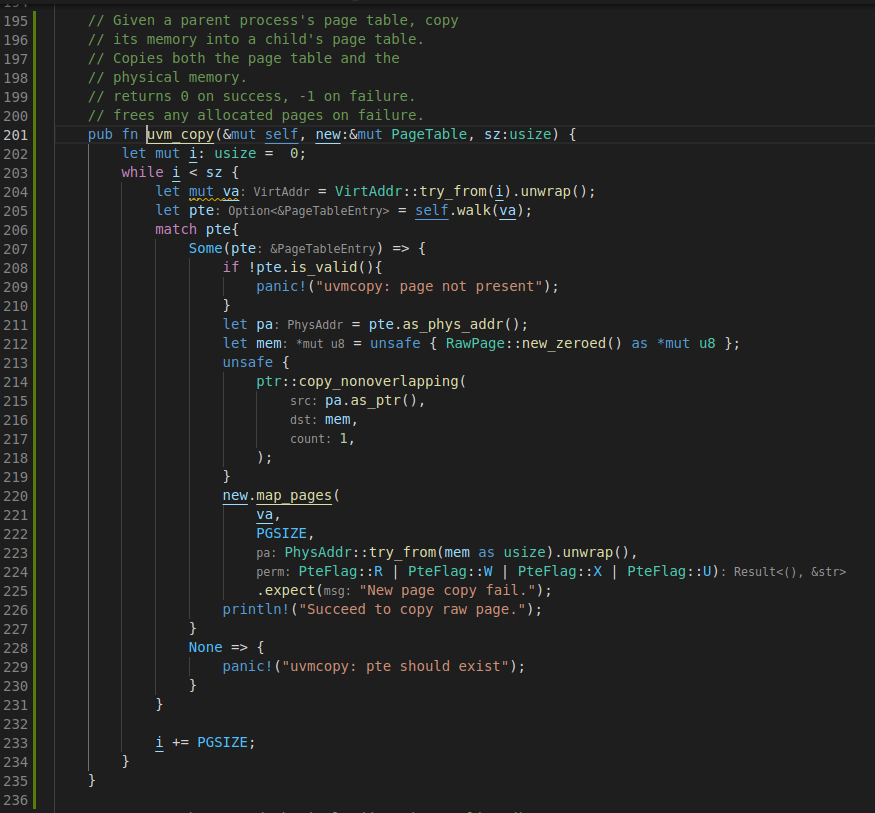 195 // Given a parent process's page table, copy
196 // its memory into a child's page table.
197 // Copies both the page table and the
198 // physical memory.
199 // returns 0 on success, -1 on failure.
200 // frees any allocated pages on failure.
201 pub fn uvm_copy(&mut self, new:&mut PageTable, sz:usize) {
202 let mut i: usize =  0;
203 while i < sz {
204 let mut va: VirtAddr = VirtAddr::try_from(i).unwrap();
205 let pte: Option<&PageTableEntry> = self.walk(va);
206 match pte{
207 Some(pte: &PageTableEntry) => {
208 if !pte.is_valid(){
209 panic!("uvmcopy: page not present");
210 }
211 let pa: PhysAddr = pte.as_phys_addr();
212 let mem: *mut u8 = unsafe { RawPage::new_zeroed() as *mut u8 };
213 unsafe {
214 ptr::copy_nonoverlapping(
215 src: pa.as_ptr(),
216 dst: mem,
217 count: 1,
218 );
219 }
220 new.map_pages(
221 va,
222 PGSIZE,
223 pa: PhysAddr::try_from(mem as usize).unwrap(),
224 perm: PteFlag::R | PteFlag::W | PteFlag::X | PteFlag::U): Result<(), &str>
225 .expect(msg: "New page copy fail.");
226 println!("Succeed to copy raw page.");
227 }
228 None => {
229 panic!("uvmcopy: pte should exist");
230 }
231 }
232
233 i += PGSIZE;
234 }
235 }
236